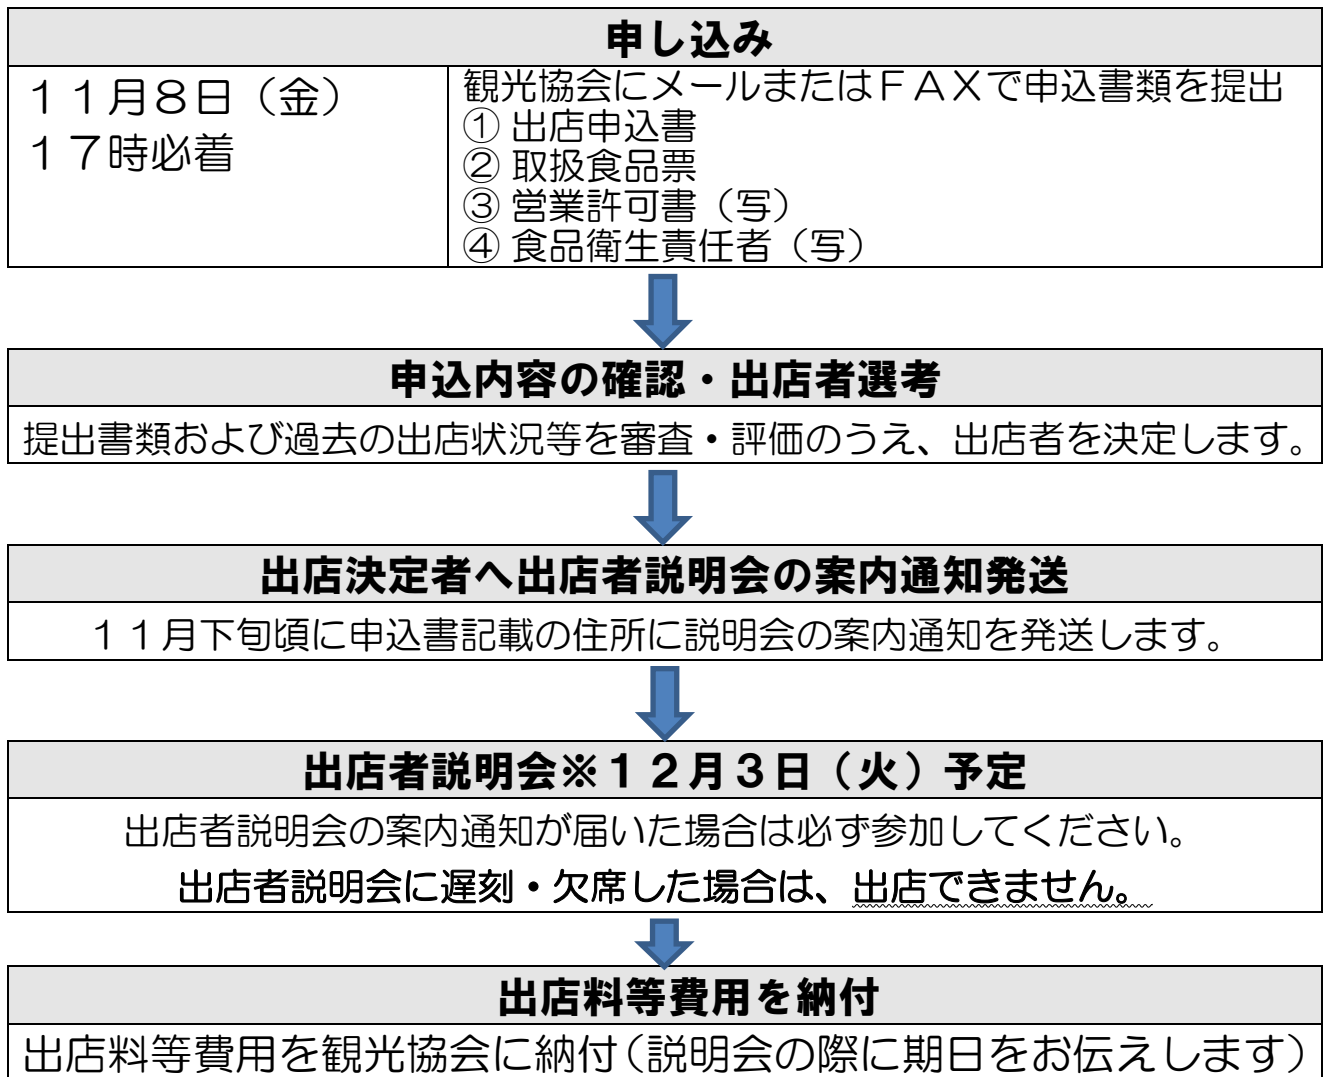 申し込み
１１月８日（金）
１７時必着
観光協会にメールまたはＦＡＸで申込書類を提出
① 出店申込書
② 取扱食品票
③ 営業許可書（写）
④ 食品衛生責任者（写）
申込内容の確認・出店者選考
提出書類および過去の出店状況等を審査・評価のうえ、出店者を決定します。
出店決定者へ出店者説明会の案内通知発送
１１月下旬頃に申込書記載の住所に説明会の案内通知を発送します。
出店者説明会※１２月３日（火）予定
出店者説明会の案内通知が届いた場合は必ず参加してください。
出店者説明会に遅刻・欠席した場合は、出店できません。
出店料等費用を納付
出店料等費用を観光協会に納付（説明会の際に期日をお伝えします）